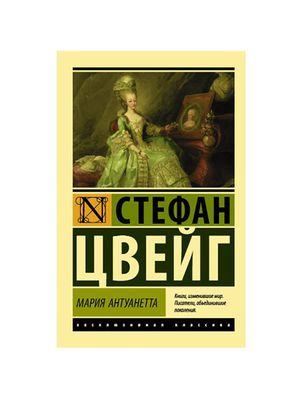 СТЕФАН
ЦВЕЙГ
МАРИЯ АНТУАНЕТТА
Книги, изменившие мир.
Писатели, объединившие
поколения.
ЭКСКЛЮЗИВНАЯ КЛАССИКА